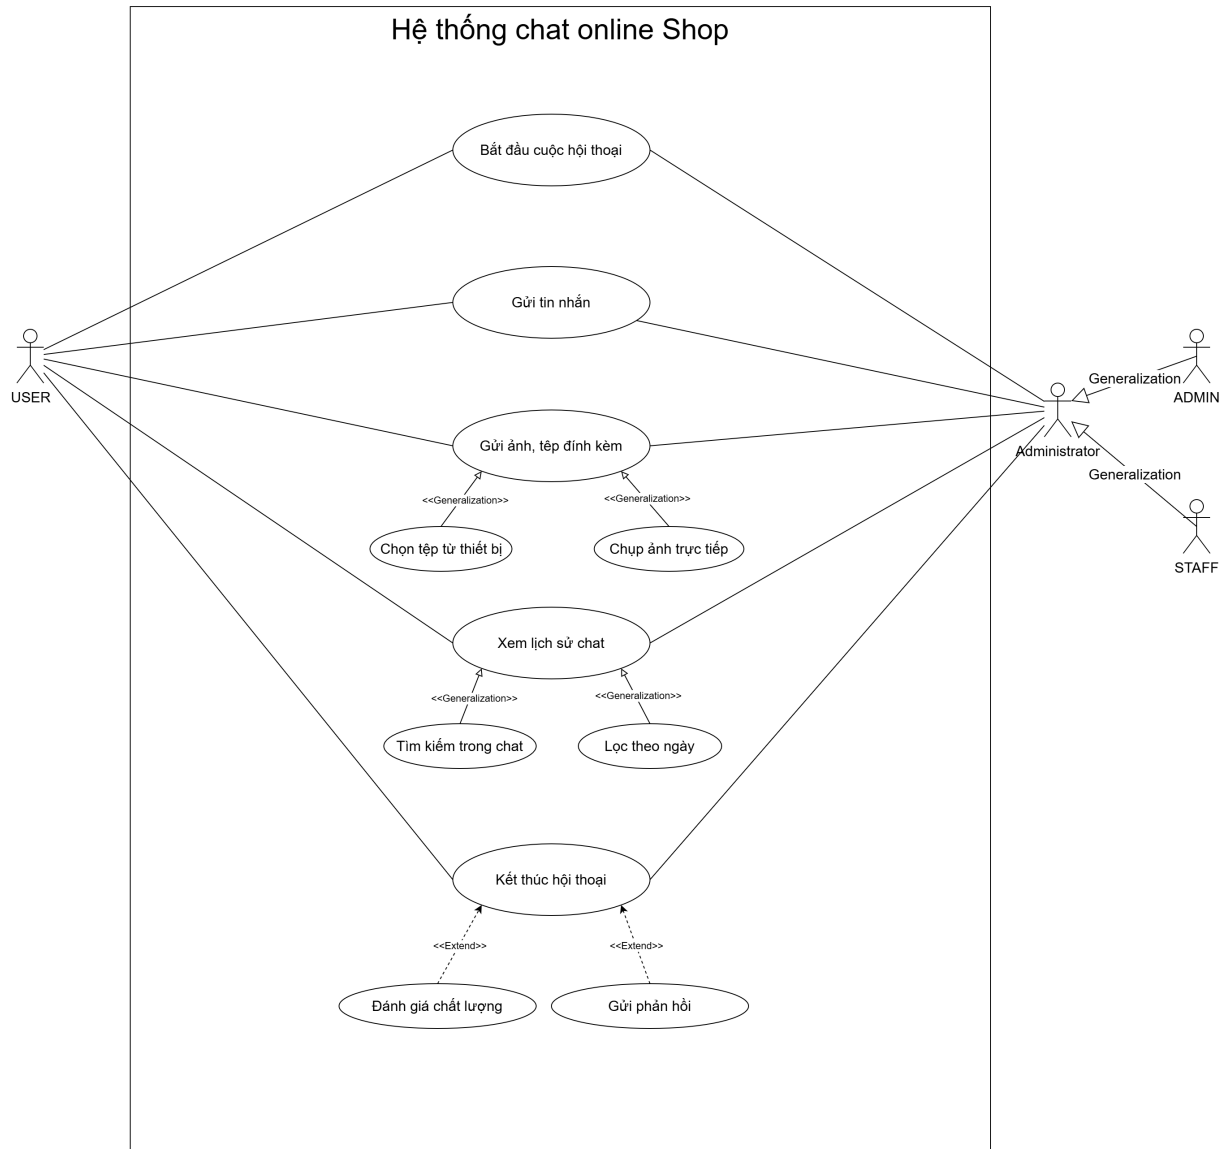 Hệ thống chat online Shop
Bắt đầu cuộc hội thoại
Gửi tin nhắn
USER
Generalization
ADMIN
Gửi ảnh, tệp đính kèm
Administrator
Generalization
<<Generalization>>
<<Generalization>>
Chọn tệp từ thiết bị
Chụp ảnh trực tiếp
STAFF
Xem lịch sử chat
<<Generalization>>
<<Generalization>>
Tìm kiếm trong chat
Lọc theo ngày
Kết thúc hội thoại
<<Extend>>
<<Extend>>
Đánh giá chất lượng
Gửi phản hồi